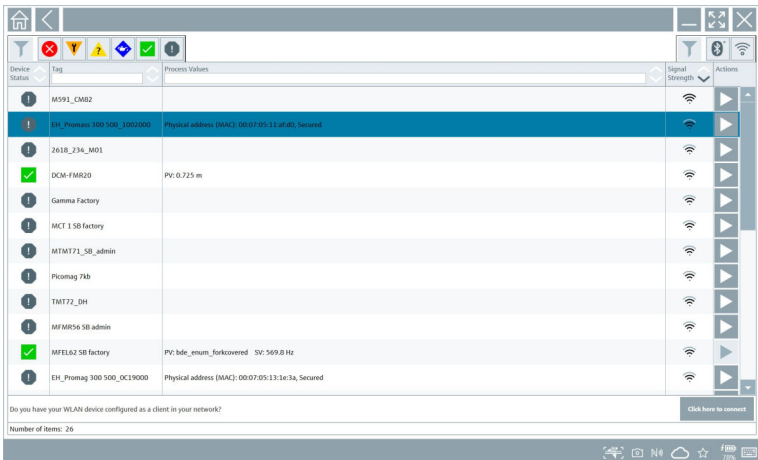 Device Status Tag Process Values Signal Strength Actions
M591_CM82
EH_Promass 300 500_1002000 Physical address (MAC): 00:07:05:11:af:d0, Secured
2618_234_M01
DCM-FMR20 PV: 0.725 m
Gamma Factory
MCT 1 SB factory
MTMT71_SB_admin
Picomag 7kb
TMT72_DH
MFMR56 SB admin
MFEL62 SB factory PV: bde_enum_forkcovered SV: 569.8 Hz
EH_Promag 300 500_0C19000 Physical address (MAC): 00:07:05:13:1e:3a, Secured
Do you have your WLAN device configured as a client in your network? Click here to connect
Number of items: 26
78%